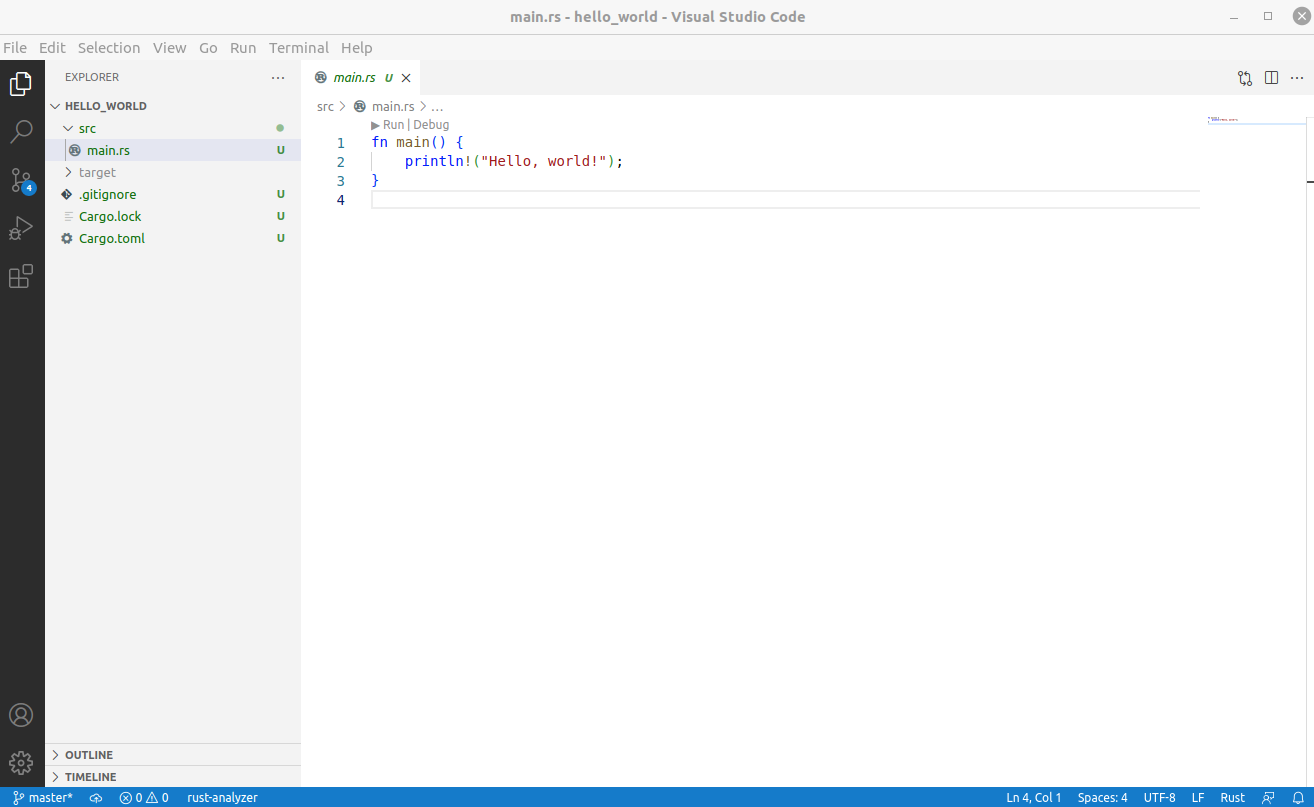 main.rs - hello_world - Visual Studio Code
File Edit Selection View Go Run Terminal Help
EXPLORER
HELLO_WORLD
src
main.rs U
target
.gitignore U
Cargo.lock U
Cargo.toml U
OUTLINE
TIMELINE
4
main.rs U
src > main.rs > ...
Run | Debug
1 fn main() {
2 println!("Hello, world!");
3 }
4
master* 0 0 rust-analyzer Ln 4, Col 1 Spaces: 4 UTF-8 LF Rust